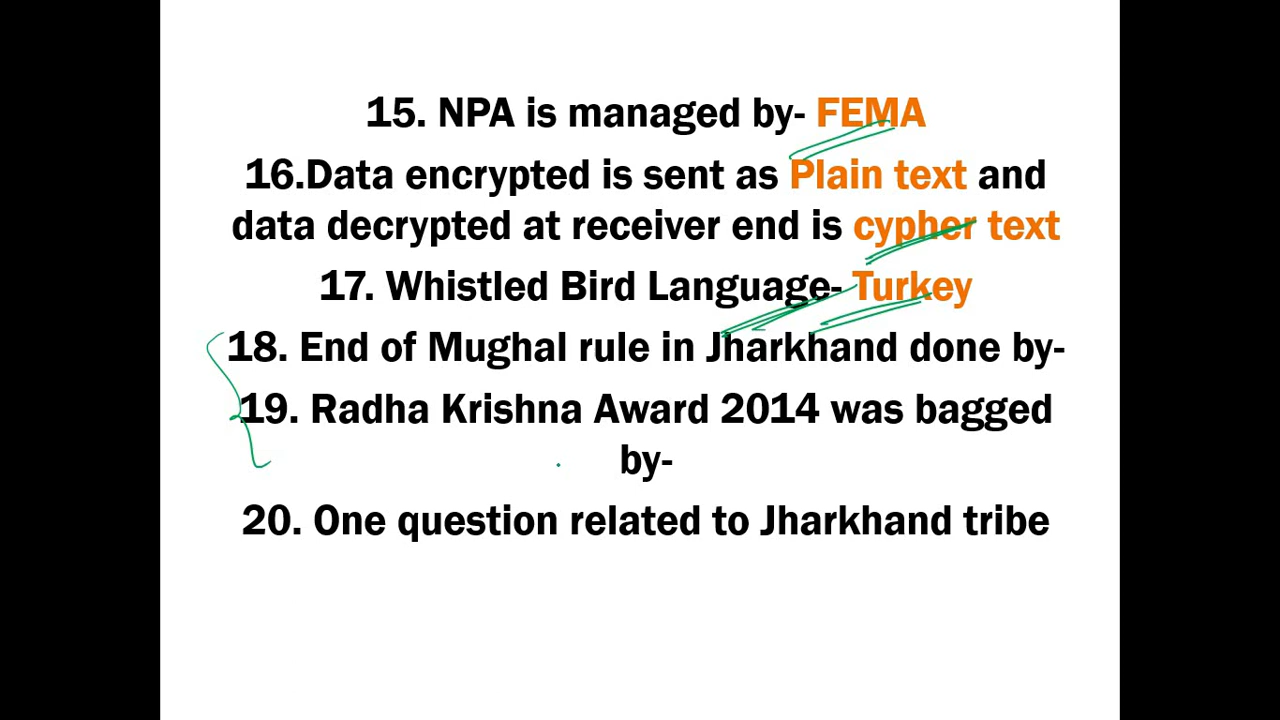 15. NPA is managed by- FEMA
16.Data encrypted is sent as Plain text and
data decrypted at receiver end is cypher text
17. Whistled Bird Language- Turkey
18. End of Mughal rule in Jharkhand done by-
19. Radha Krishna Award 2014 was bagged
by-
20. One question related to Jharkhand tribe